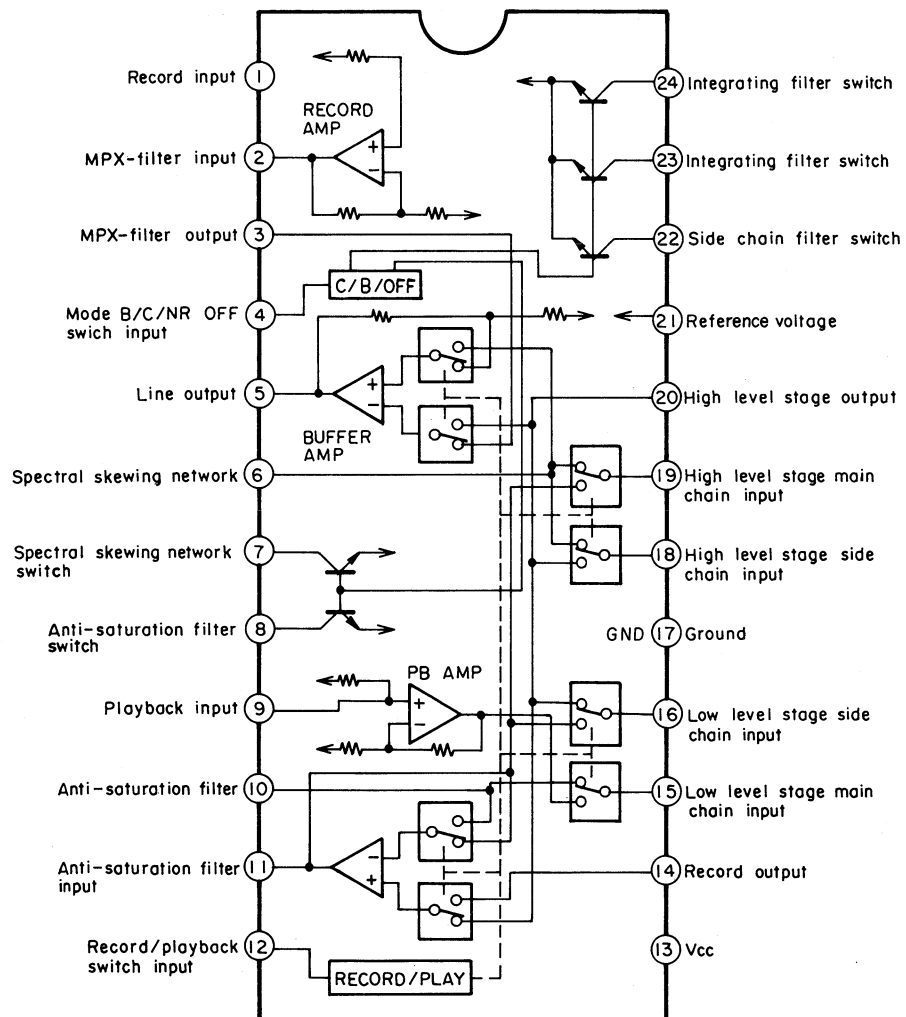 Record input
1
RECORD
AMP
+
−
MPX-filter input
2
MPX-filter output
3
C/B/OFF
Mode B/C/NR OFF
swich input
4
Line output
5
+
−
BUFFER
AMP
Spectral skewing network
6
Spectral skewing network
switch
7
Anti-saturation filter
switch
8
PB AMP
Playback input
9
+
−
Anti-saturation filter
10
Anti-saturation filter
input
11
−
+
Record/playback
switch input
12
RECORD/PLAY
24
Integrating filter switch
23
Integrating filter switch
22
Side chain filter switch
21
Reference voltage
20
High level stage output
19
High level stage main
chain input
18
High level stage side
chain input
GND
17
Ground
16
Low level stage side
chain input
15
Low level stage main
chain input
14
Record output
13
Vcc